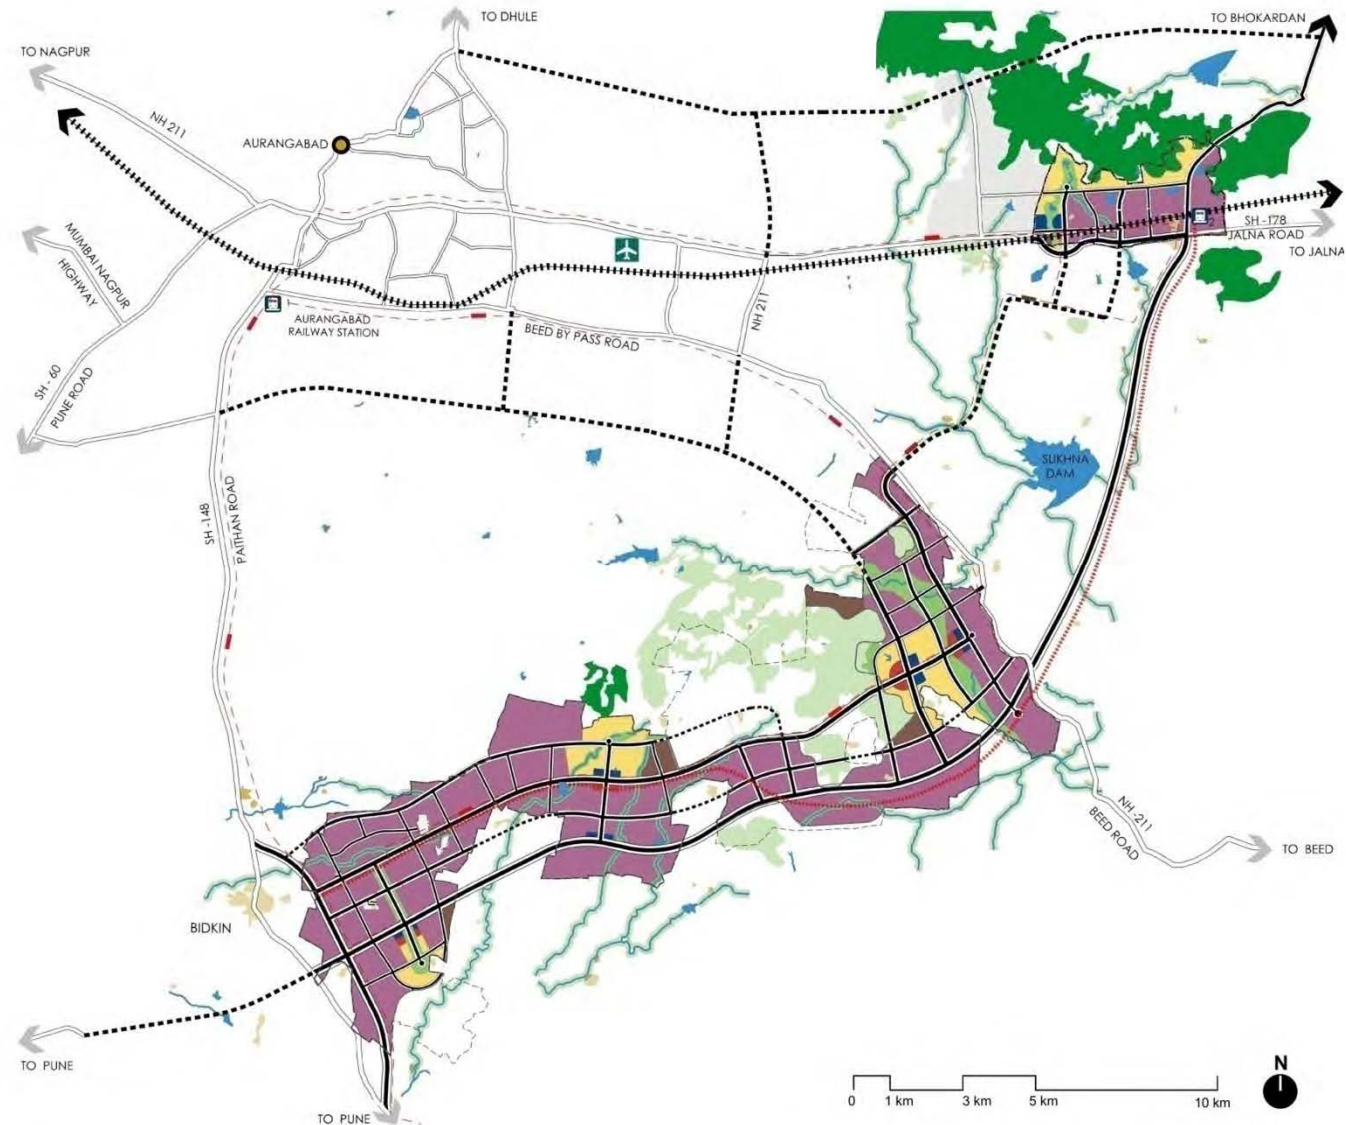 TO DHULE
TO BHOKARDAN
TO NAGPUR
NH 211
AURANGABAD
MUMBAI NAGPUR
HIGHWAY
SH -178
JALNA ROAD
TO JALNA
2
1
AURANGABAD
RAILWAY STATION
BEED BY PASS ROAD
NH 211
SH - 60
PUNE ROAD
SUKHNA
DAM
SH -148
PAITHAN ROAD
NH -211
BEED ROAD
TO BEED
BIDKIN
TO PUNE
TO PUNE
N
0 1 km 3 km 5 km 10 km